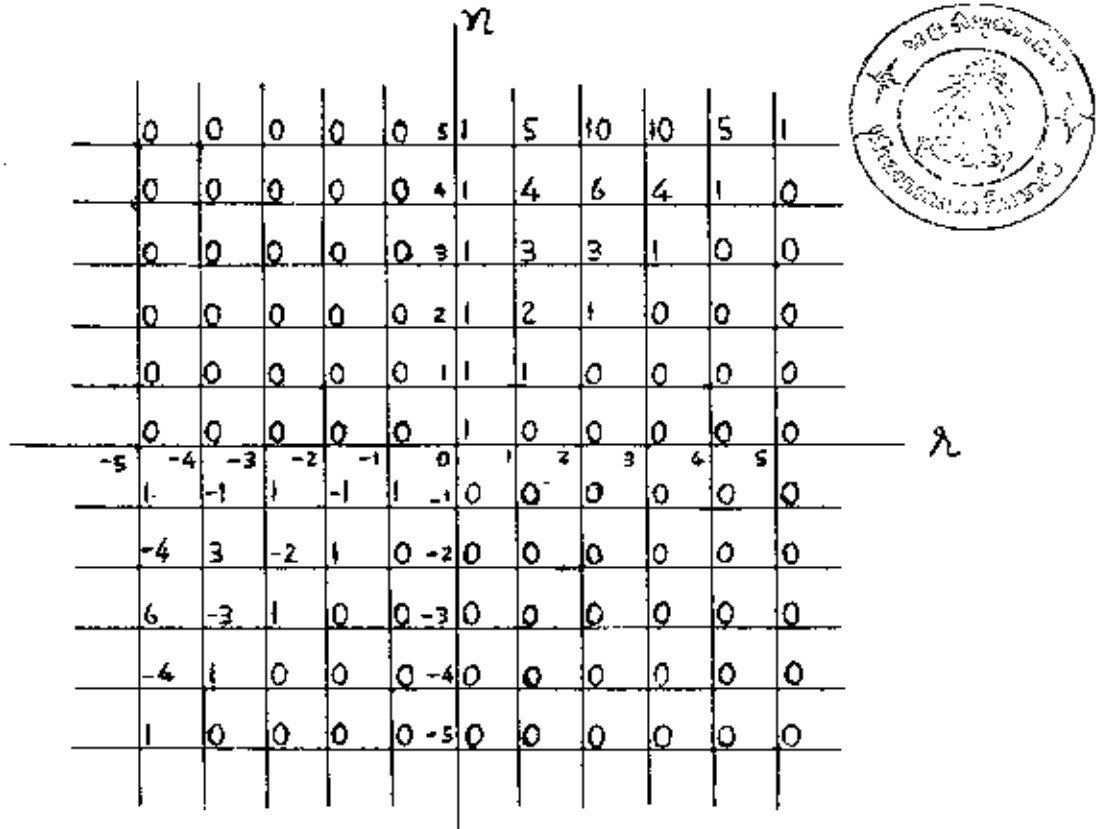 n
0 0 0 0 0 5 1 5 10 10 5 1
0 0 0 0 0 4 1 4 6 4 1 0
0 0 0 0 0 3 1 3 3 1 0 0
0 0 0 0 0 2 1 2 1 0 0 0
0 0 0 0 0 1 1 1 0 0 0 0
0 0 0 0 0 1 0 0 0 0 0
r
-5 -4 -3 -2 -1 0 1 2 3 4 5
1 -1 1 -1 1 -1 0 0 0 0 0 0
-4 3 -2 1 0 -2 0 0 0 0 0 0
6 -3 1 0 0 -3 0 0 0 0 0 0
-4 1 0 0 0 -4 0 0 0 0 0 0
1 0 0 0 0 -5 0 0 0 0 0 0